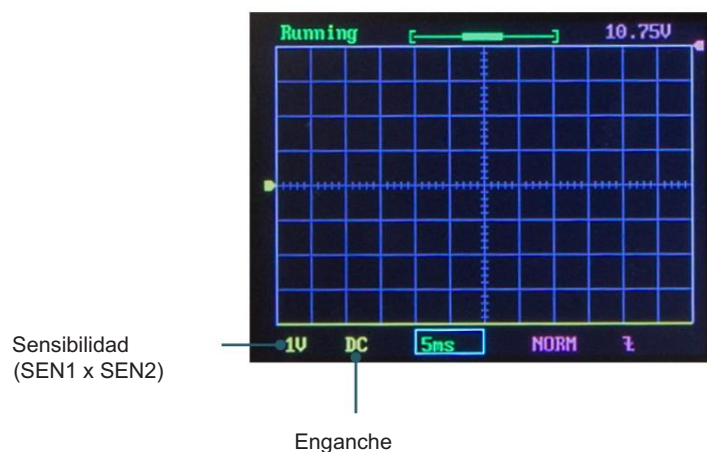 Running 10.75V
Sensibilidad
(SEN1 x SEN2)
1V DC 5ms NORM
Enganche